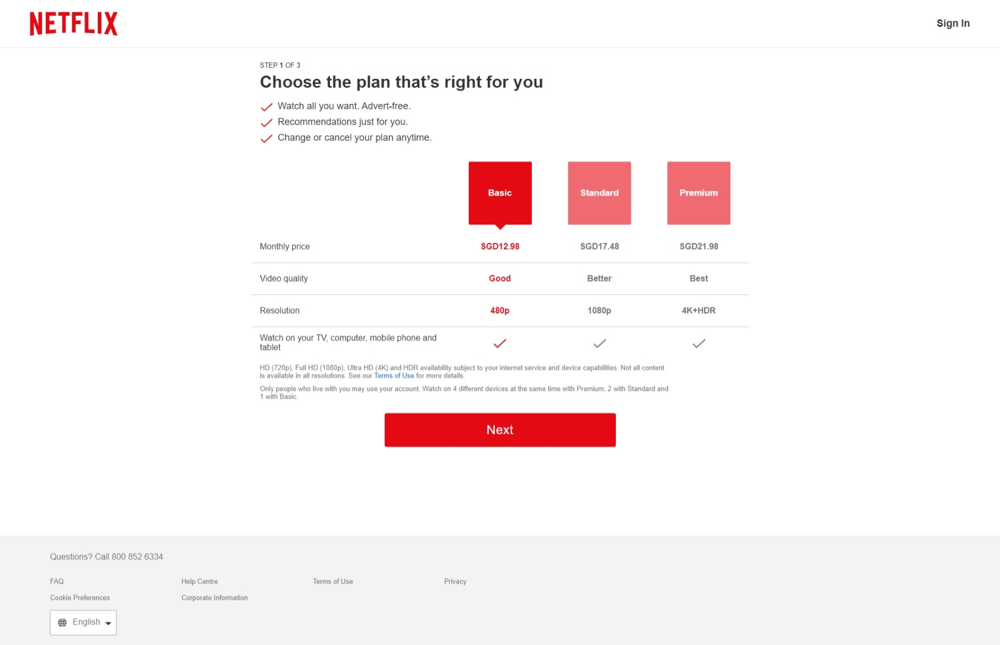 NETFLIX
Sign In
STEP 1 OF 3
Choose the plan that’s right for you
Watch all you want. Advert-free.
Recommendations just for you.
Change or cancel your plan anytime.
Basic Standard Premium
Monthly price SGD12.98 SGD17.48 SGD21.98
Video quality Good Better Best
Resolution 480p 1080p 4K+HDR
Watch on your TV, computer, mobile phone and
tablet
HD (720p), Full HD (1080p), Ultra HD (4K) and HDR availability subject to your internet service and device capabilities. Not all content
is available in all resolutions. See our Terms of Use for more details.
Only people who live with you may use your account. Watch on 4 different devices at the same time with Premium, 2 with Standard and
1 with Basic.
Next
Questions? Call 800 852 6334
FAQ Help Centre Terms of Use Privacy
Cookie Preferences Corporate Information
English